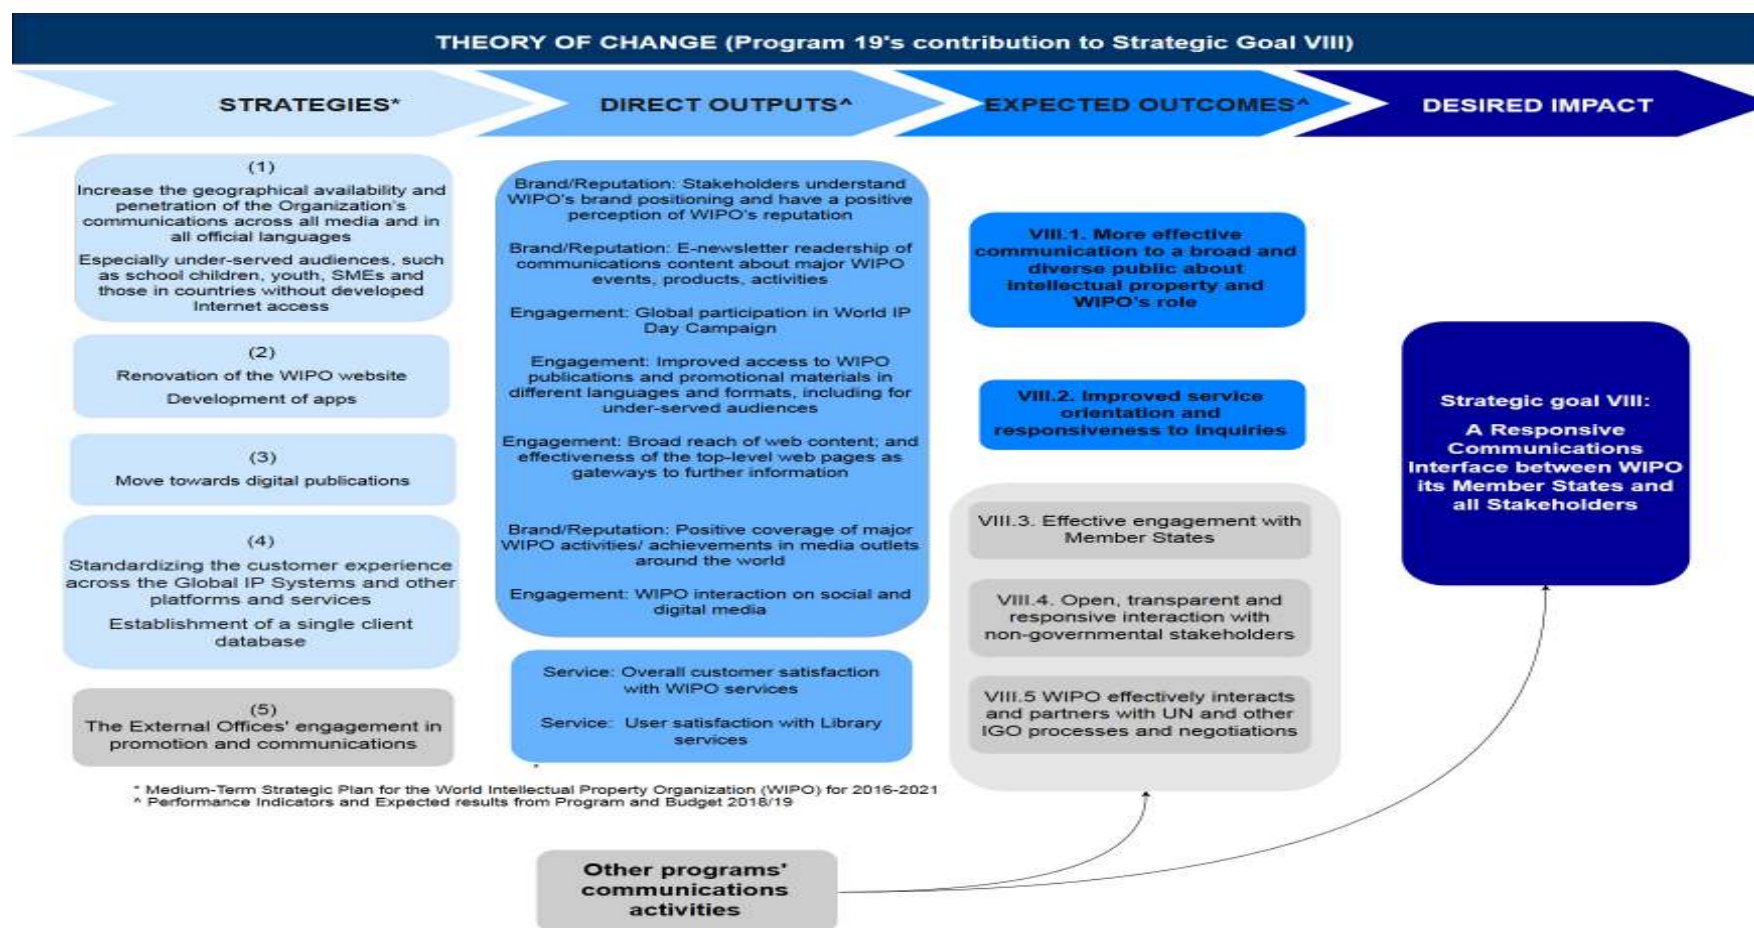 THEORY OF CHANGE (Program 19's contribution to Strategic Goal VIII)
STRATEGIES*
DIRECT OUTPUTS^
EXPECTED OUTCOMES^
DESIRED IMPACT
(1)
Increase the geographical availability and
penetration of the Organization's
communications across all media and in
all official languages
Especially under-served audiences, such
as school children, youth, SMEs and
those in countries without developed
Internet access
(2)
Renovation of the WIPO website
Development of apps
(3)
Move towards digital publications
(4)
Standardizing the customer experience
across the Global IP Systems and other
platforms and services
Establishment of a single client
database
(5)
The External Offices' engagement in
promotion and communications
Brand/Reputation: Stakeholders understand
WIPO's brand positioning and have a positive
perception of WIPO's reputation
Brand/Reputation: E-newsletter readership of
communications content about major WIPO
events, products, activities
Engagement: Global participation in World IP
Day Campaign
Engagement: Improved access to WIPO
publications and promotional materials in
different languages and formats, including for
under-served audiences
Engagement: Broad reach of web content; and
effectiveness of the top-level web pages as
gateways to further information
Brand/Reputation: Positive coverage of major
WIPO activities/ achievements in media outlets
around the world
Engagement: WIPO interaction on social and
digital media
Service: Overall customer satisfaction
with WIPO services
Service: User satisfaction with Library
services
VIII.1. More effective
communication to a broad and
diverse public about
intellectual property and
WIPO's role
VIII.2. Improved service
orientation and
responsiveness to inquiries
VIII.3. Effective engagement with
Member States
VIII.4. Open, transparent and
responsive interaction with
non-governmental stakeholders
VIII.5 WIPO effectively interacts
and partners with UN and other
IGO processes and negotiations
Strategic goal VIII:
A Responsive
Communications
Interface between WIPO
its Member States and
all Stakeholders
* Medium-Term Strategic Plan for the World Intellectual Property Organization (WIPO) for 2016-2021
^ Performance Indicators and Expected results from Program and Budget 2018/19
Other programs'
communications
activities